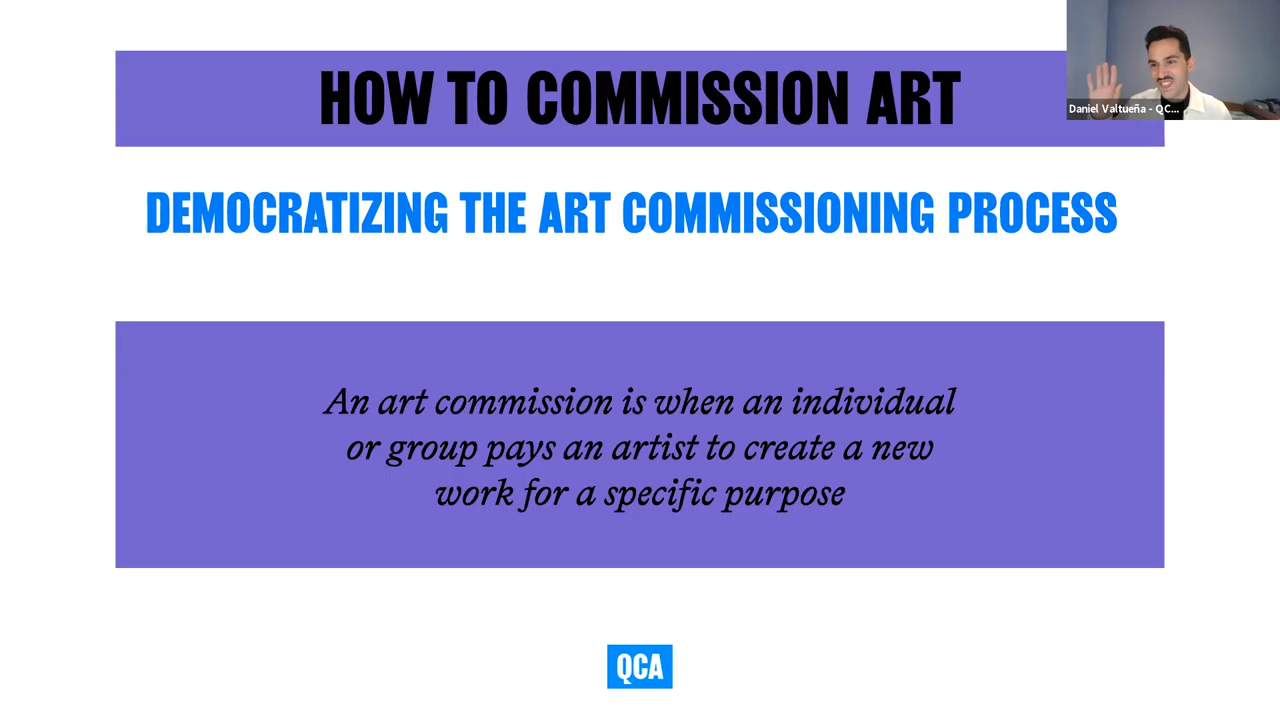 HOW TO COMMISSION ART
Daniel Valtueña - QC...
DEMOCRATIZING THE ART COMMISSIONING PROCESS
An art commission is when an individual
or group pays an artist to create a new
work for a specific purpose
QCA